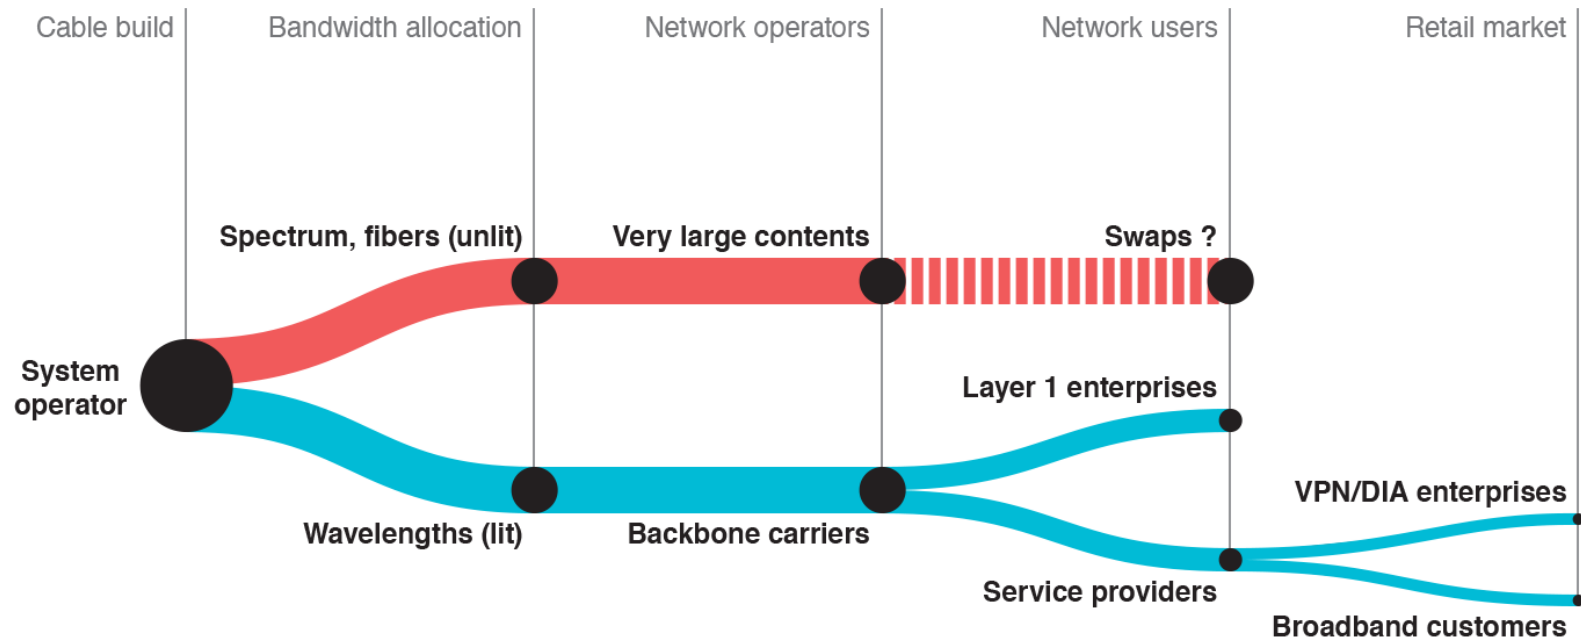 Cable build
Bandwidth allocation
Network operators
Network users
Retail market
Spectrum, fibers (unlit)
Very large contents
Swaps ?
System
operator
Layer 1 enterprises
VPN/DIA enterprises
Wavelengths (lit)
Backbone carriers
Service providers
Broadband customers